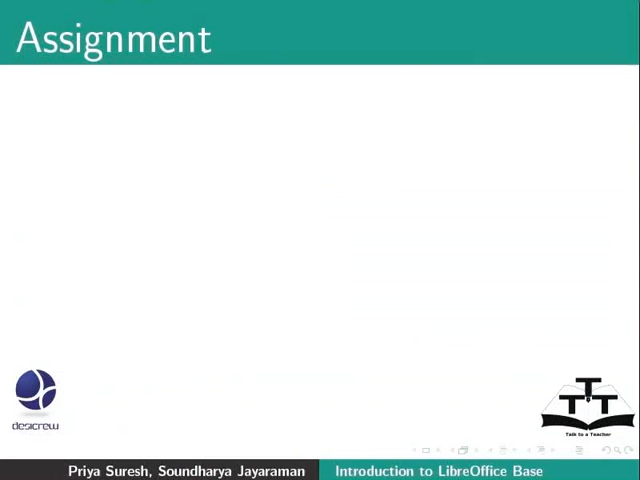 Assignment
desicrew
T
T T
Talk to a Teacher
Priya Suresh, Soundharya Jayaraman
Introduction to LibreOffice Base